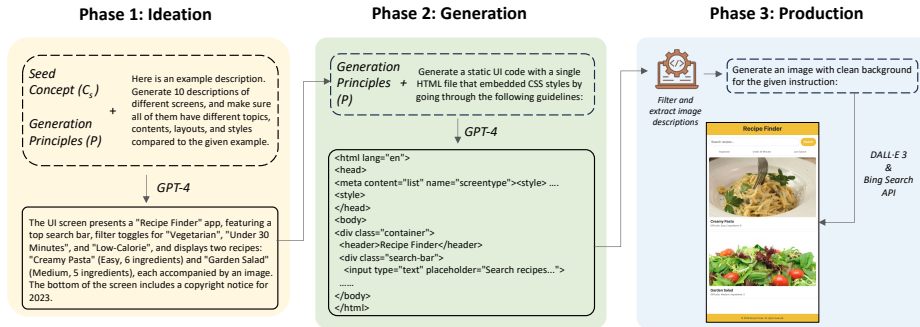 Phase 1: Ideation
Seed
Concept (Cs)
+
Generation
Principles (P)
Here is an example description.
Generate 10 descriptions of
different screens, and make sure
all of them have different topics,
contents, layouts, and styles
compared to the given example.
GPT-4
The UI screen presents a "Recipe Finder" app, featuring a
top search bar, filter toggles for "Vegetarian", "Under 30
Minutes", and "Low-Calorie", and displays two recipes:
"Creamy Pasta" (Easy, 6 ingredients) and "Garden Salad"
(Medium, 5 ingredients), each accompanied by an image.
The bottom of the screen includes a copyright notice for
2023.
Phase 2: Generation
Generation
Principles +
(P)
Generate a static UI code with a single
HTML file that embedded CSS styles by
going through the following guidelines:
GPT-4
<html lang="en">
<head>
<meta content="list" name="screentype"><style> ....
<style>
</head>
<body>
<div class="container">
<header>Recipe Finder</header>
<div class="search-bar">
<input type="text" placeholder="Search recipes...">
......
</body>
</html>
Phase 3: Production
Filter and
extract image
descriptions
Generate an image with clean background
for the given instruction:
DALL·E 3
&
Bing Search
API
Recipe Finder
Search recipes...
Creamy Pasta
Garden Salad